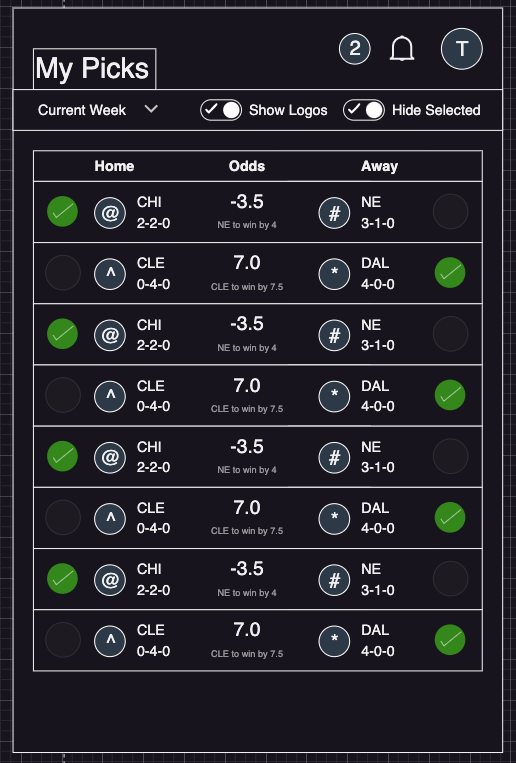 2
T
My Picks
Current Week Show Logos Hide Selected
Home Odds Away
@ CHI -3.5 # NE
2-2-0 NE to win by 4 3-1-0
^ CLE 7.0 * DAL
0-4-0 CLE to win by 7.5 4-0-0
@ CHI -3.5 # NE
2-2-0 NE to win by 4 3-1-0
^ CLE 7.0 * DAL
0-4-0 CLE to win by 7.5 4-0-0
@ CHI -3.5 # NE
2-2-0 NE to win by 4 3-1-0
^ CLE 7.0 * DAL
0-4-0 CLE to win by 7.5 4-0-0
@ CHI -3.5 # NE
2-2-0 NE to win by 4 3-1-0
^ CLE 7.0 * DAL
0-4-0 CLE to win by 7.5 4-0-0